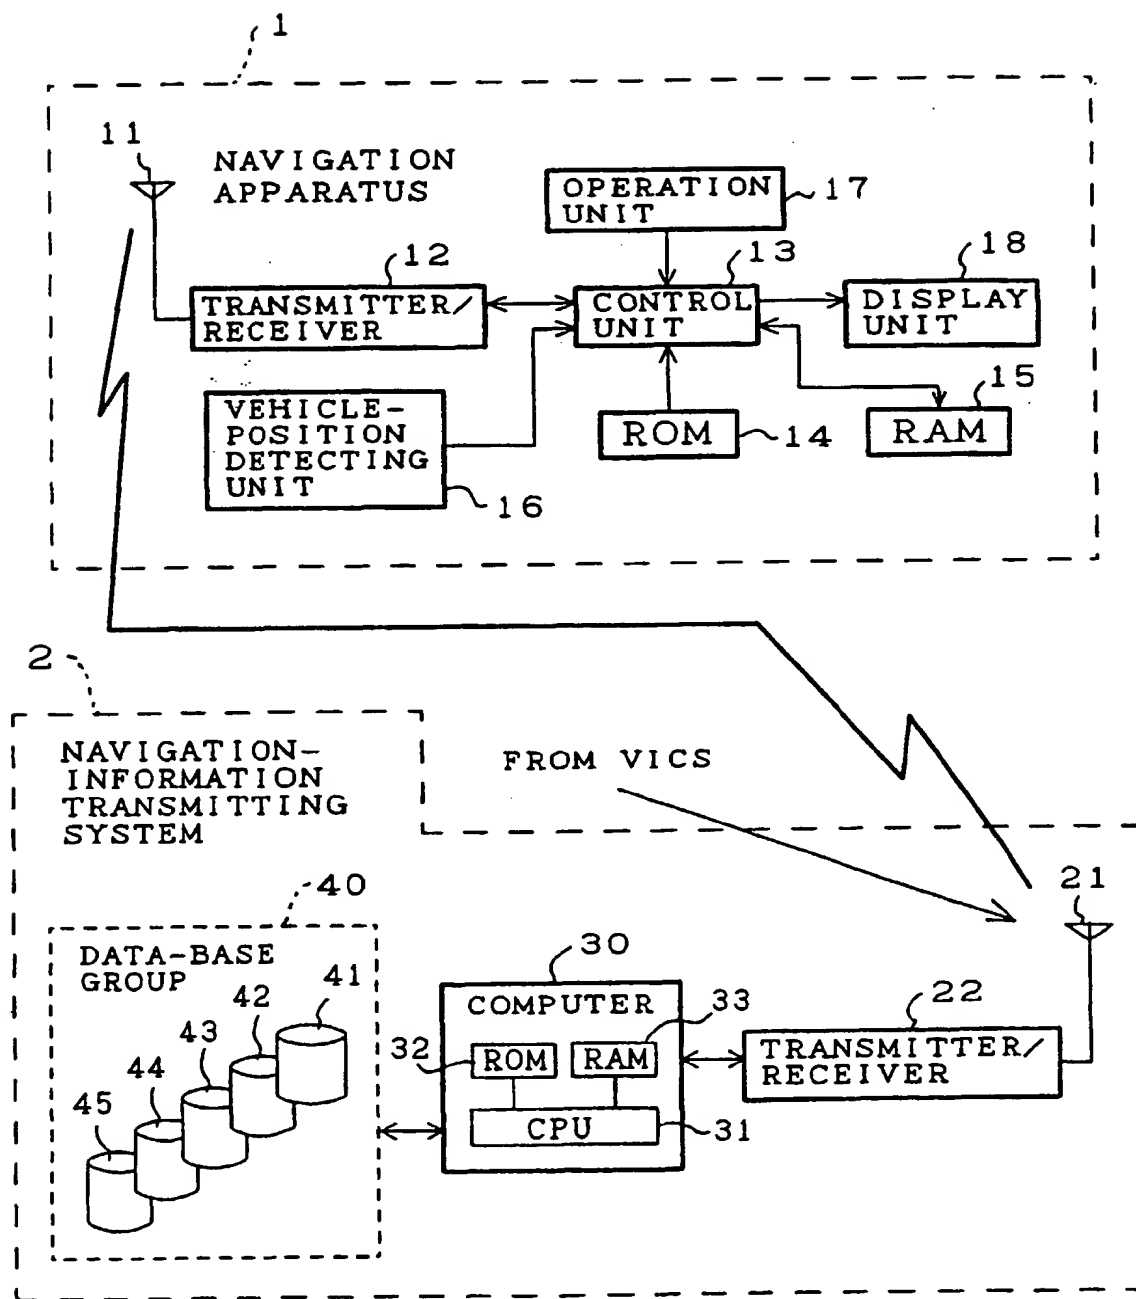 1
11
NAVIGATION
APPARATUS
OPERATION
UNIT
17
12
TRANSMITTER/
RECEIVER
13
CONTROL
UNIT
18
DISPLAY
UNIT
VEHICLE-
POSITION
DETECTING
UNIT
16
ROM
14
15
RAM
2
NAVIGATION-
INFORMATION
TRANSMITTING
SYSTEM
FROM VICS
21
40
DATA-BASE
GROUP
41
42
43
44
45
30
COMPUTER
33
32
ROM
RAM
CPU
31
22
TRANSMITTER/
RECEIVER